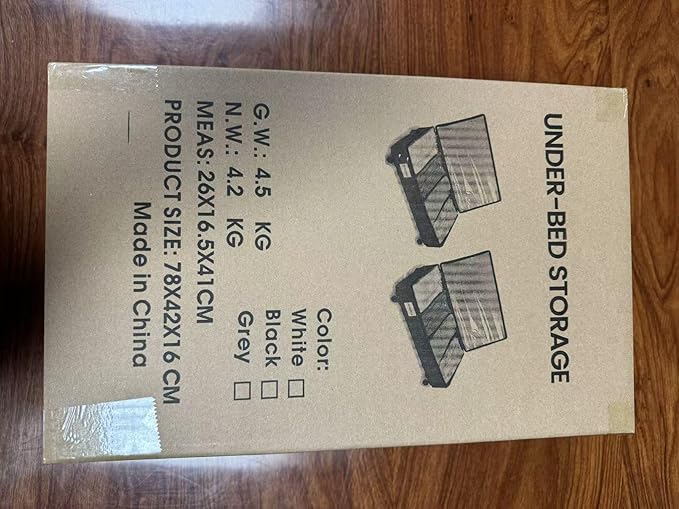 UNDER-BED STORAGE
Color:
White □
Black □
Grey □
G.W.: 4.5 KG
N.W.: 4.2 KG
MEAS: 26X16.5X41CM
PRODUCT SIZE: 78X42X16 CM
Made in China